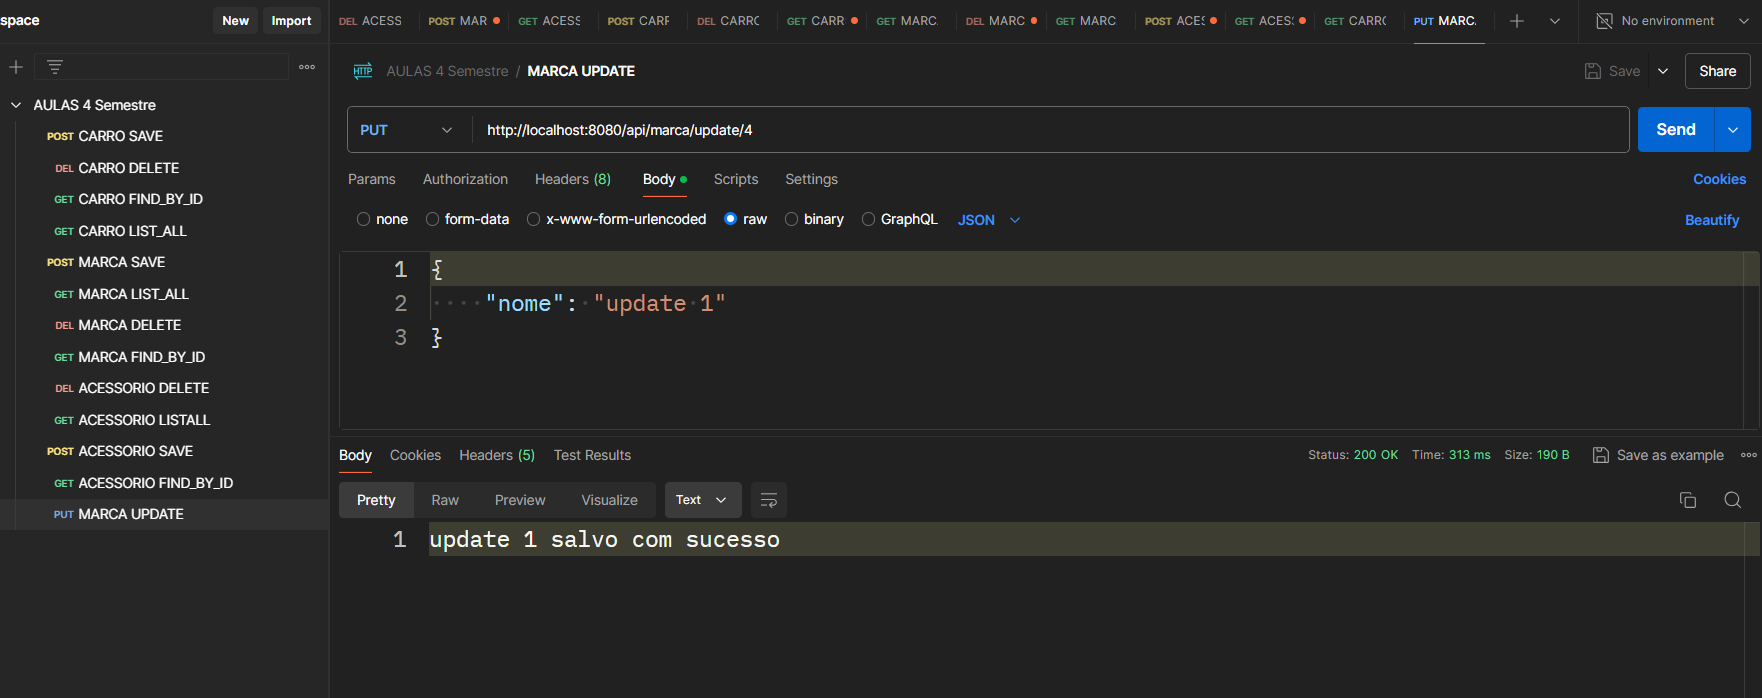 space
New
Import
DEL ACESS
POST MAR
GET ACESS
POST CARF
DEL CARRC
GET CARR
GET MARC.
DEL MARC
GET MARC
POST ACES
GET ACES
GET CARRC
PUT MARC.
No environment
AULAS 4 Semestre / MARCA UPDATE
Save
Share
AULAS 4 Semestre
POST CARRO SAVE
DEL CARRO DELETE
GET CARRO FIND_BY_ID
GET CARRO LIST_ALL
POST MARCA SAVE
GET MARCA LIST_ALL
DEL MARCA DELETE
GET MARCA FIND_BY_ID
DEL ACESSORIO DELETE
GET ACESSORIO LISTALL
POST ACESSORIO SAVE
GET ACESSORIO FIND_BY_ID
PUT MARCA UPDATE
HTTP
PUT
http://localhost:8080/api/marca/update/4
Send
Params
Authorization
Headers (8)
Body
Scripts
Settings
Cookies
none
form-data
x-www-form-urlencoded
raw
binary
GraphQL
JSON
Beautify
1 {
2 "nome": "update 1"
3 }
Body
Cookies
Headers (5)
Test Results
Status: 200 OK
Time: 313 ms
Size: 190 B
Save as example
Pretty
Raw
Preview
Visualize
Text
1 update 1 salvo com sucesso